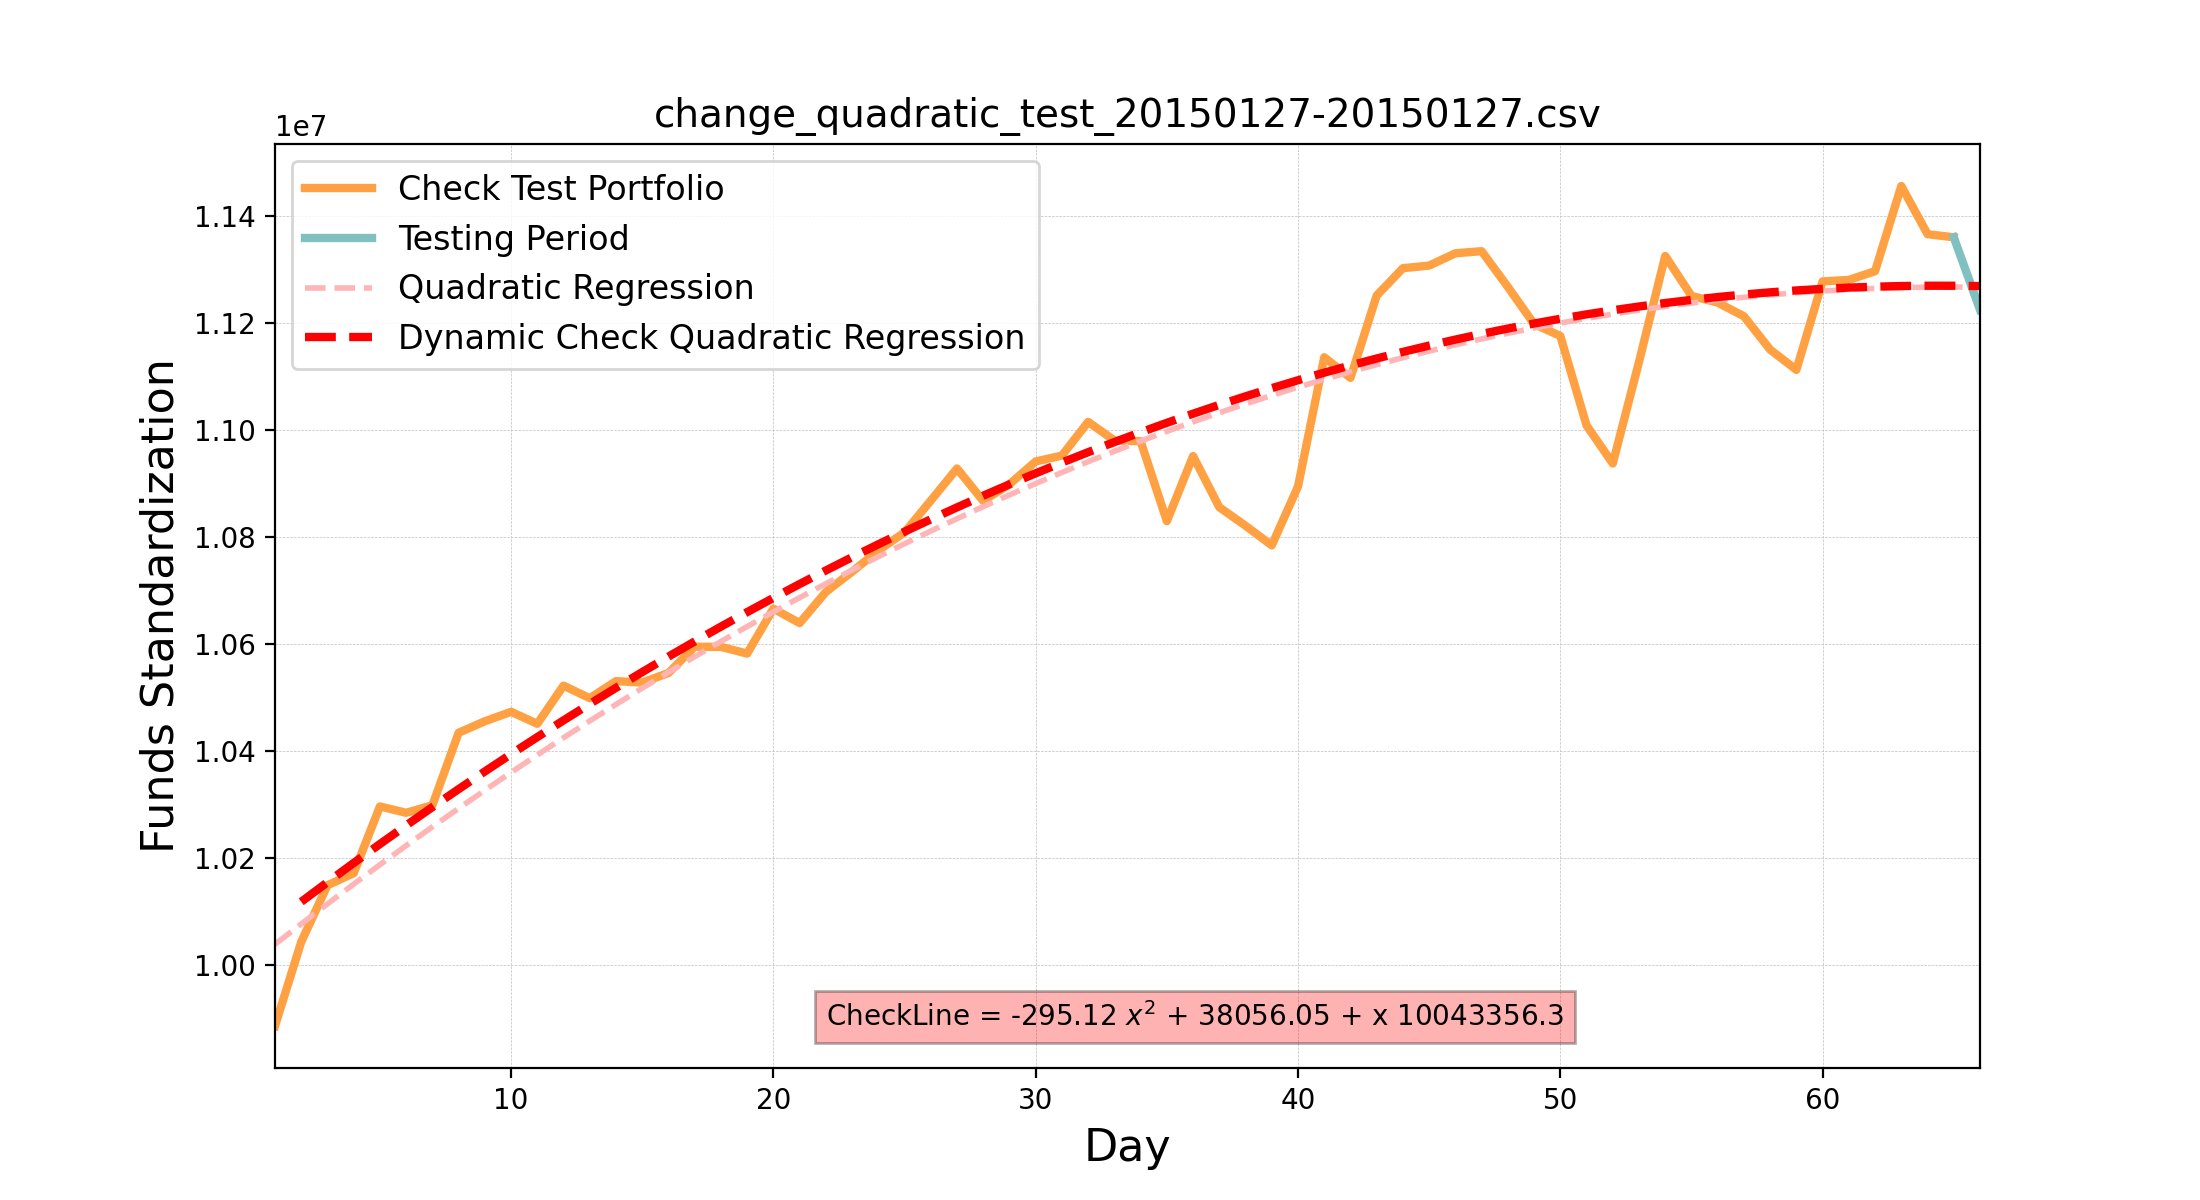 change_quadratic_test_20150127-20150127.csv
1e7
Check Test Portfolio
Testing Period
Quadratic Regression
Dynamic Check Quadratic Regression
1.14
1.12
1.10
1.08
1.06
1.04
1.02
1.00
Funds Standardization
CheckLine = -295.12 x² + 38056.05 + x 10043356.3
10 20 30 40 50 60
Day